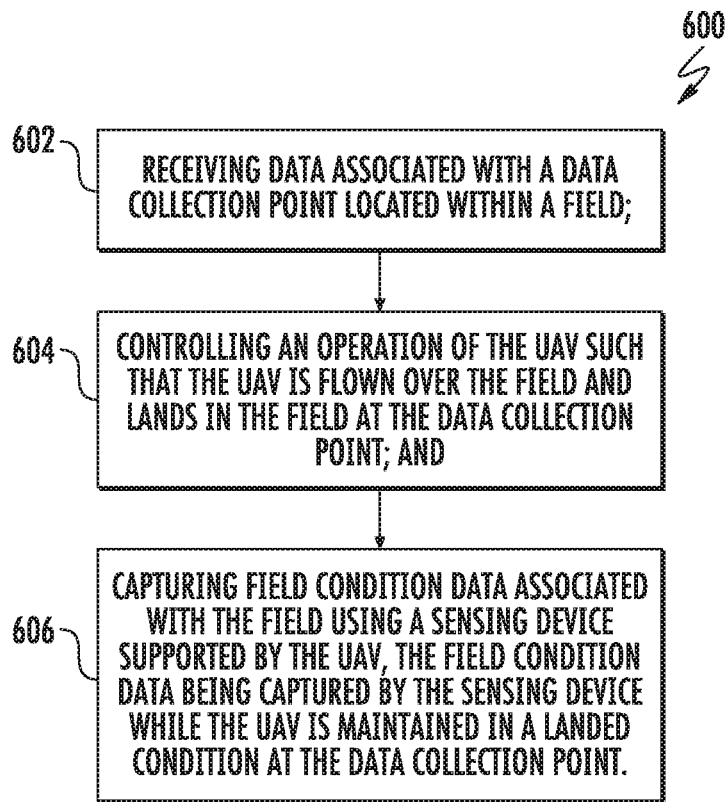 600
602
RECEIVING DATA ASSOCIATED WITH A DATA
COLLECTION POINT LOCATED WITHIN A FIELD;
604
CONTROLLING AN OPERATION OF THE UAV SUCH
THAT THE UAV IS FLOWN OVER THE FIELD AND
LANDS IN THE FIELD AT THE DATA COLLECTION
POINT; AND
606
CAPTURING FIELD CONDITION DATA ASSOCIATED
WITH THE FIELD USING A SENSING DEVICE
SUPPORTED BY THE UAV, THE FIELD CONDITION
DATA BEING CAPTURED BY THE SENSING DEVICE
WHILE THE UAV IS MAINTAINED IN A LANDED
CONDITION AT THE DATA COLLECTION POINT.